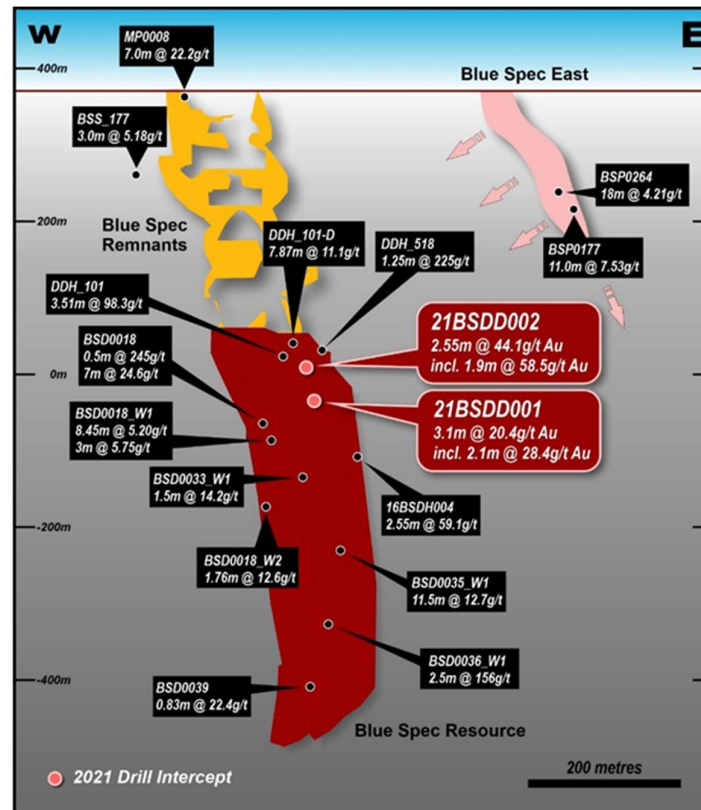 W
E
MP0008
7.0m @ 22.2g/t
400m
Blue Spec East
BSS_177
3.0m @ 5.18g/t
BSP0264
18m @ 4.21g/t
200m
Blue Spec
Remnants
DDH_101-D
7.87m @ 11.1g/t
DDH_518
1.25m @ 225g/t
BSP0177
11.0m @ 7.53g/t
DDH_101
3.51m @ 98.3g/t
21BSDD002
2.55m @ 44.1g/t Au
incl. 1.9m @ 58.5g/t Au
BSD0018
0.5m @ 245g/t
7m @ 24.6g/t
0m
21BSDD001
3.1m @ 20.4g/t Au
incl. 2.1m @ 28.4g/t Au
BSD0018_W1
8.45m @ 5.20g/t
3m @ 5.75g/t
BSD0033_W1
1.5m @ 14.2g/t
16BSDH004
2.55m @ 59.1g/t
-200m
BSD0018_W2
1.76m @ 12.6g/t
BSD0035_W1
11.5m @ 12.7g/t
BSD0036_W1
2.5m @ 156g/t
-400m
BSD0039
0.83m @ 22.4g/t
Blue Spec Resource
2021 Drill Intercept
200 metres